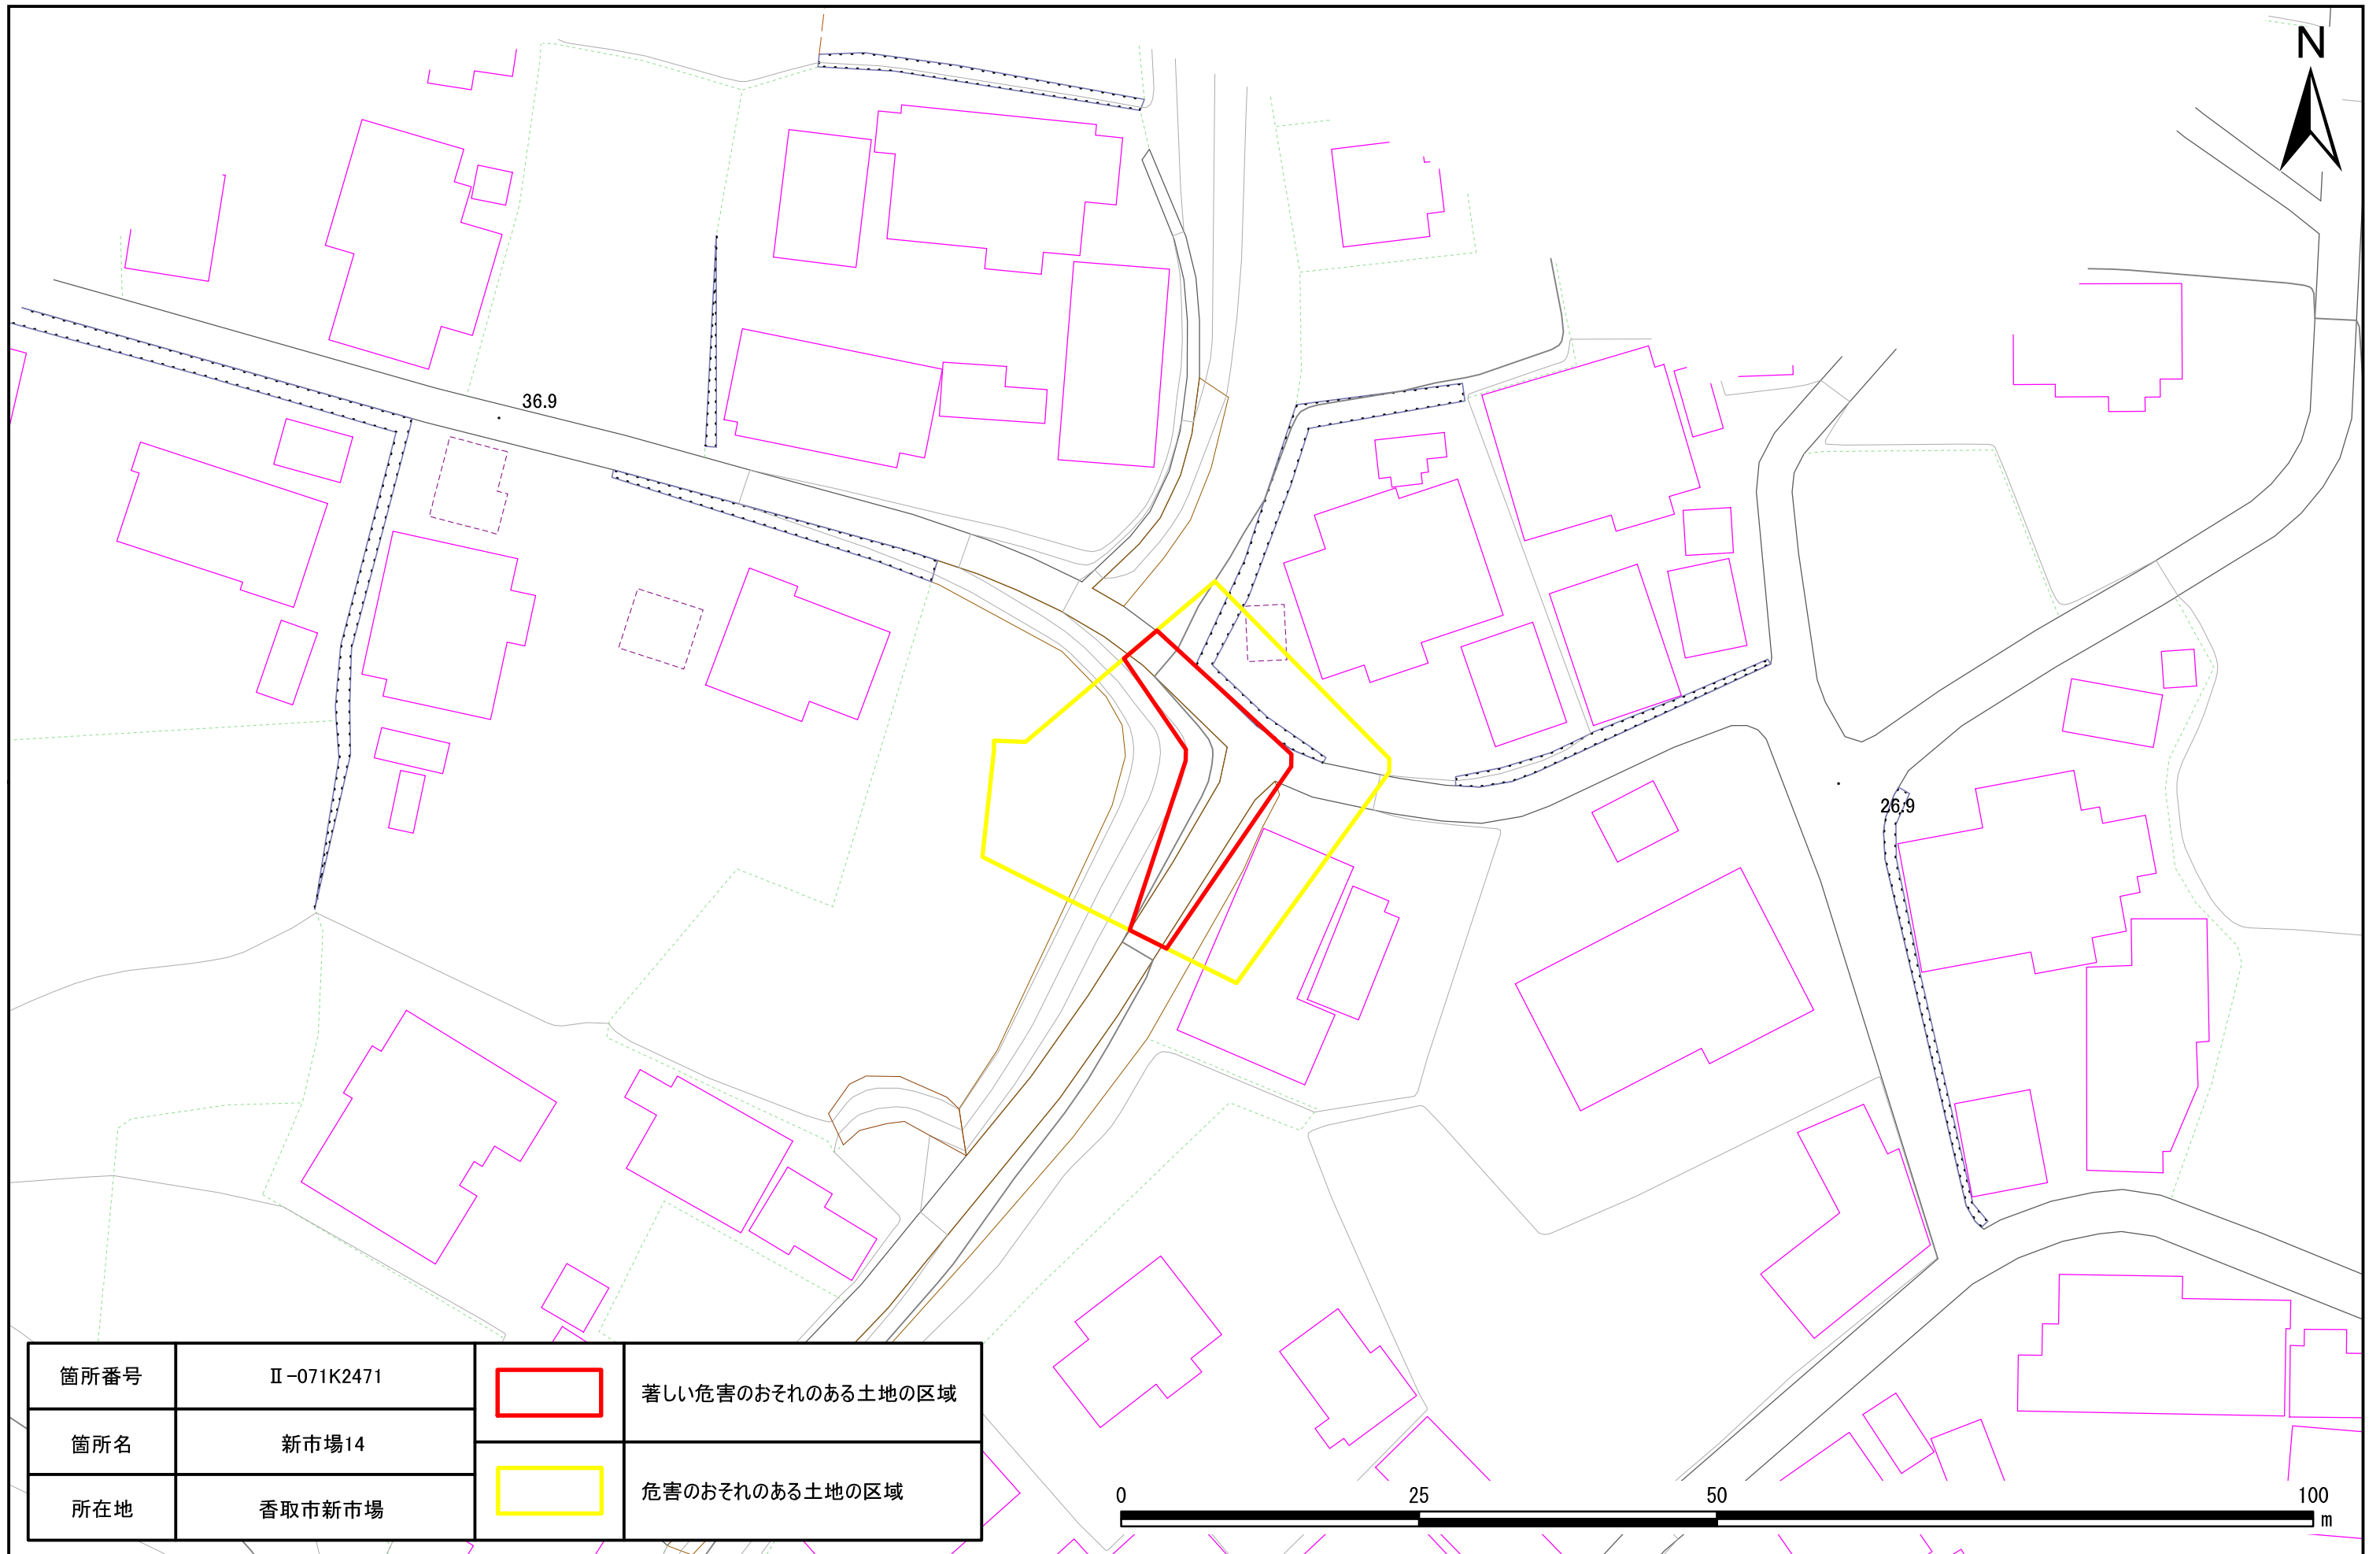 N
36.9
26.9
箇所番号 Ⅱ-071K2471
箇所名 新市場14
所在地 香取市新市場
著しい危害のおそれのある土地の区域
危害のおそれのある土地の区域
0 25 50 100
m